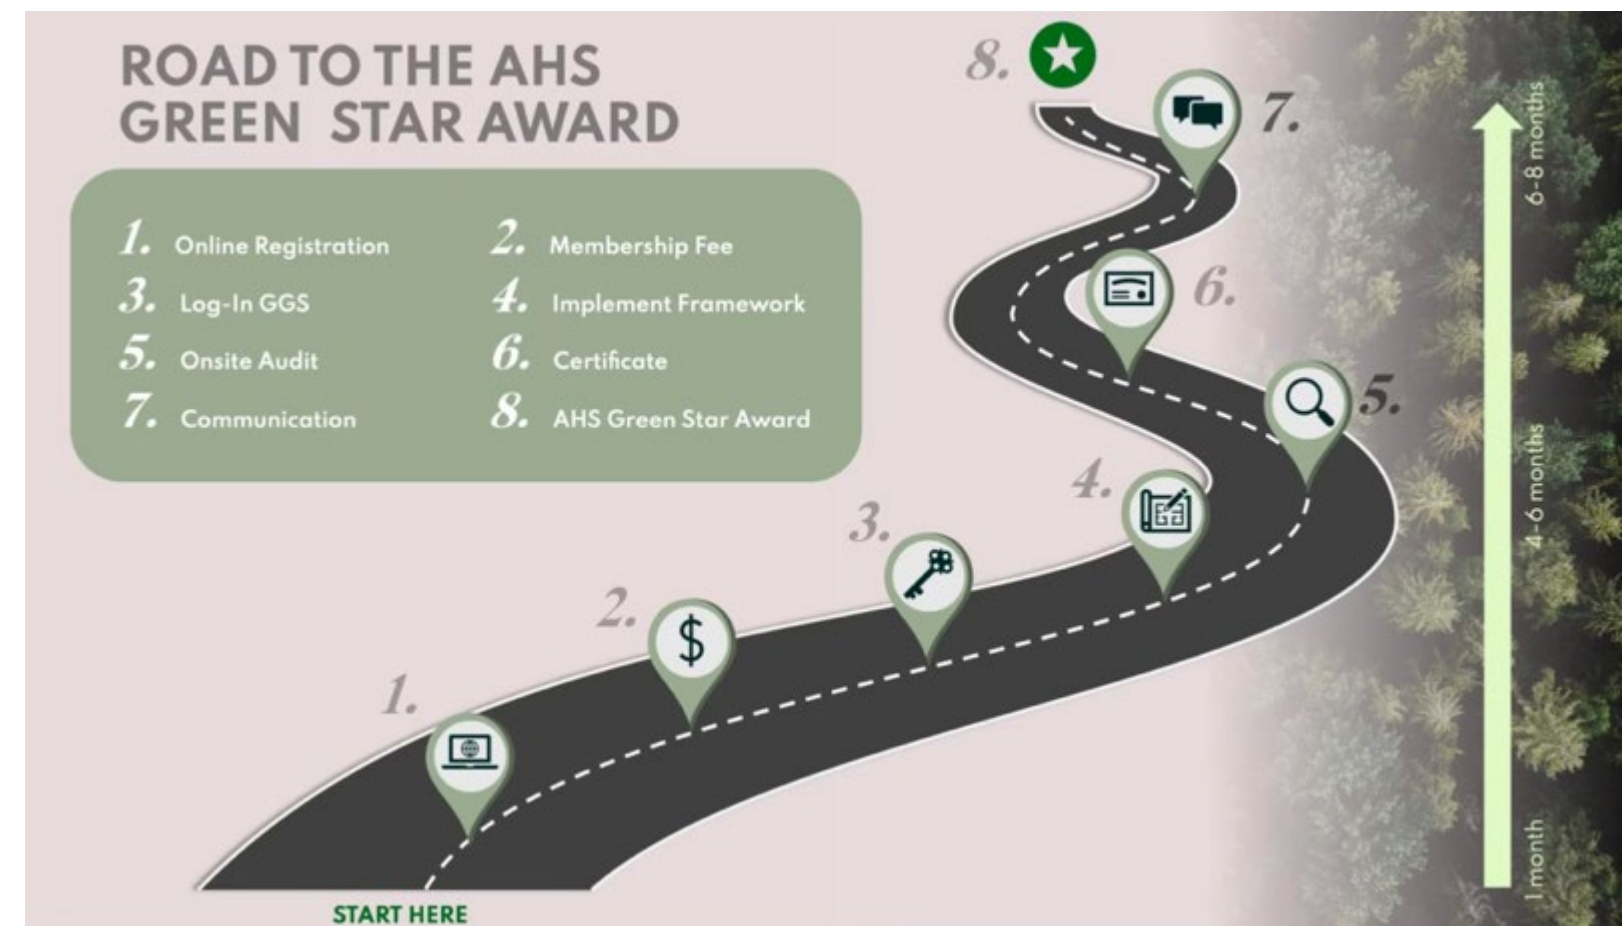 ROAD TO THE AHS
GREEN STAR AWARD
1. Online Registration
2. Membership Fee
3. Log-In GGS
4. Implement Framework
5. Onsite Audit
6. Certificate
7. Communication
8. AHS Green Star Award
8.
7.
6.
5.
4.
3.
2.
$
1.
START HERE
6-8 months
4-6 months
1 month